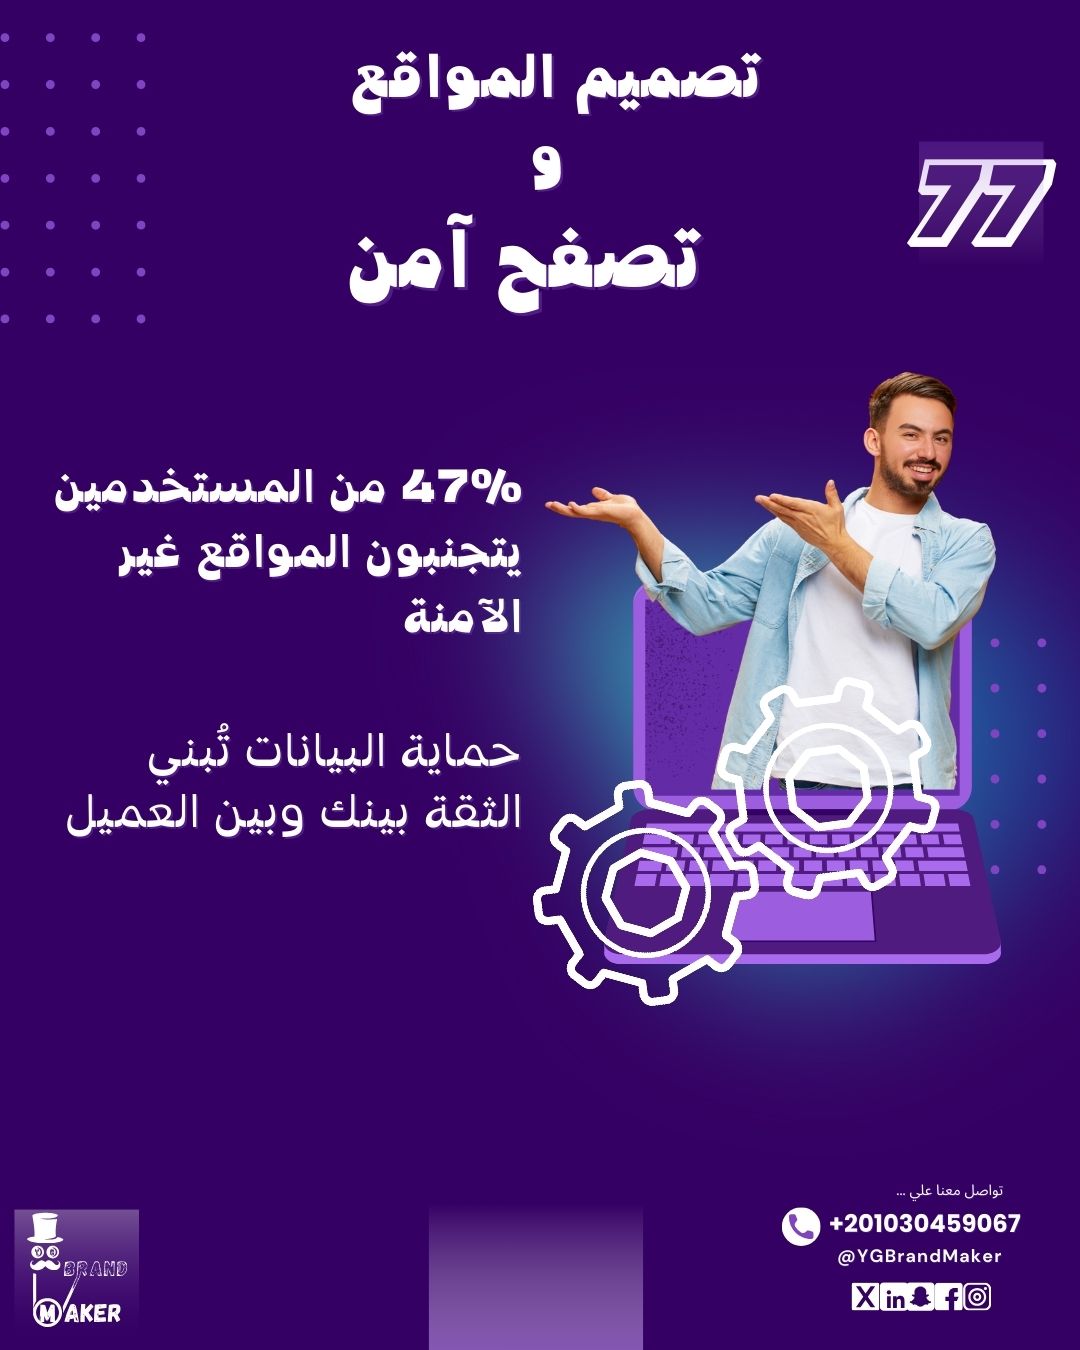 تصميم المواقع
و
تصفح آمن
77
47% من المستخدمين
يتجنبون المواقع غير
الآمنة
حماية البيانات تُبني
الثقة بينك وبين العميل
تواصل معنا علي ...
+201030459067
@YGBrandMaker
BRAND
MAKER